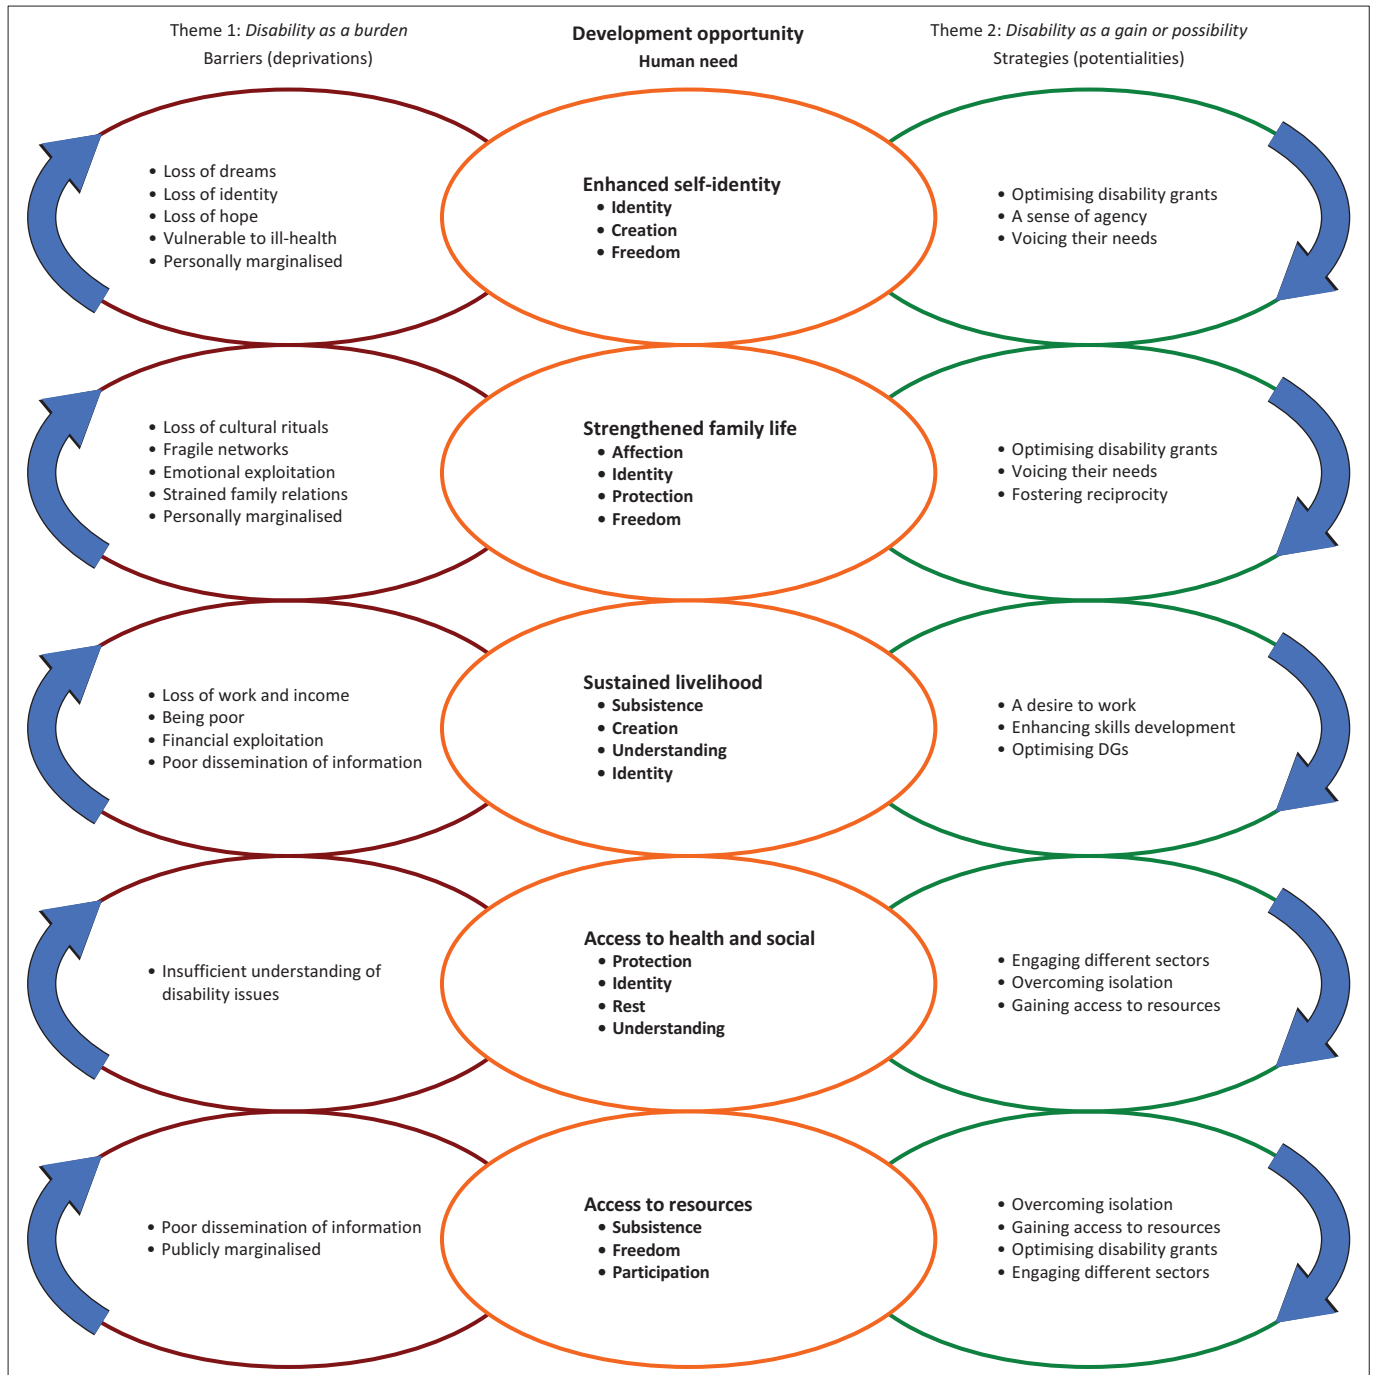 Theme 1: Disability as a burden
Barriers (deprivations)
Development opportunity
Human need
Theme 2: Disability as a gain or possibility
Strategies (potentialities)
• Loss of dreams
• Loss of identity
• Loss of hope
• Vulnerable to ill-health
• Personally marginalised
Enhanced self-identity
• Identity
• Creation
• Freedom
• Optimising disability grants
• A sense of agency
• Voicing their needs
• Loss of cultural rituals
• Fragile networks
• Emotional exploitation
• Strained family relations
• Personally marginalised
Strengthened family life
• Affection
• Identity
• Protection
• Freedom
• Optimising disability grants
• Voicing their needs
• Fostering reciprocity
• Loss of work and income
• Being poor
• Financial exploitation
• Poor dissemination of information
Sustained livelihood
• Subsistence
• Creation
• Understanding
• Identity
• A desire to work
• Enhancing skills development
• Optimising DGs
• Insufficient understanding of
disability issues
Access to health and social
• Protection
• Identity
• Rest
• Understanding
• Engaging different sectors
• Overcoming isolation
• Gaining access to resources
• Poor dissemination of information
• Publicly marginalised
Access to resources
• Subsistence
• Freedom
• Participation
• Overcoming isolation
• Gaining access to resources
• Optimising disability grants
• Engaging different sectors